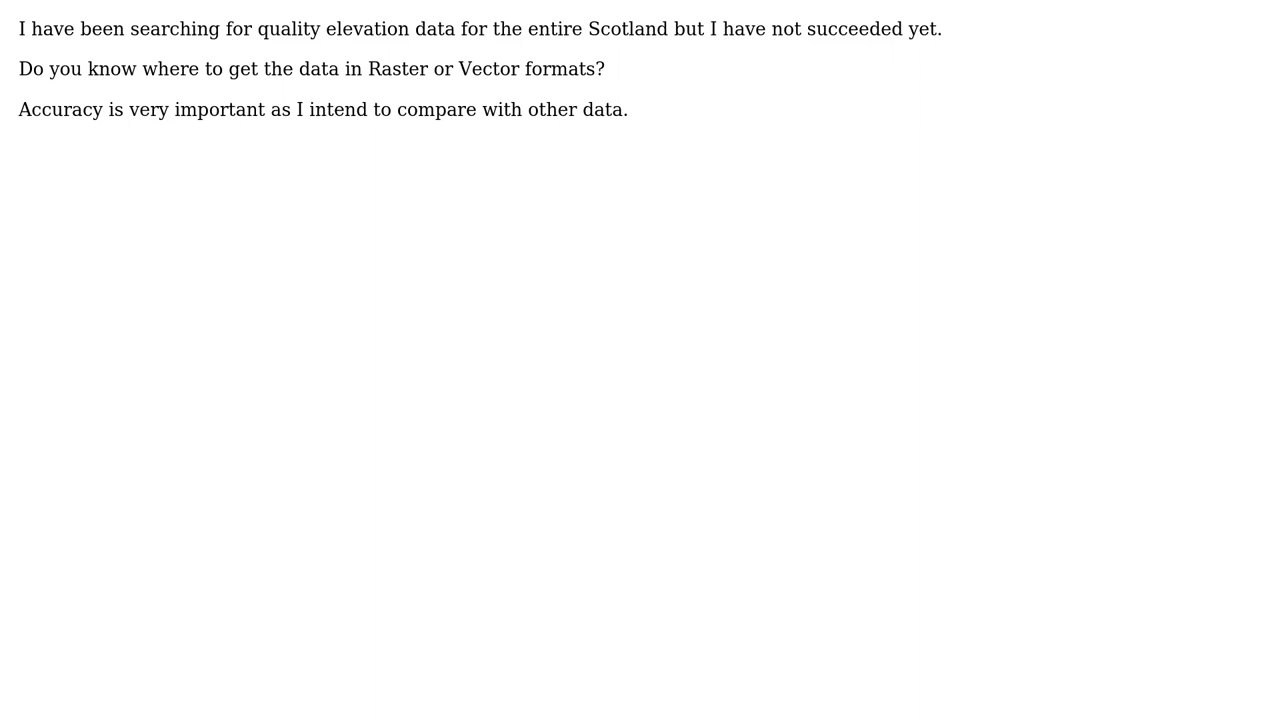 I have been searching for quality elevation data for the entire Scotland but I have not succeeded yet.
Do you know where to get the data in Raster or Vector formats?
Accuracy is very important as I intend to compare with other data.